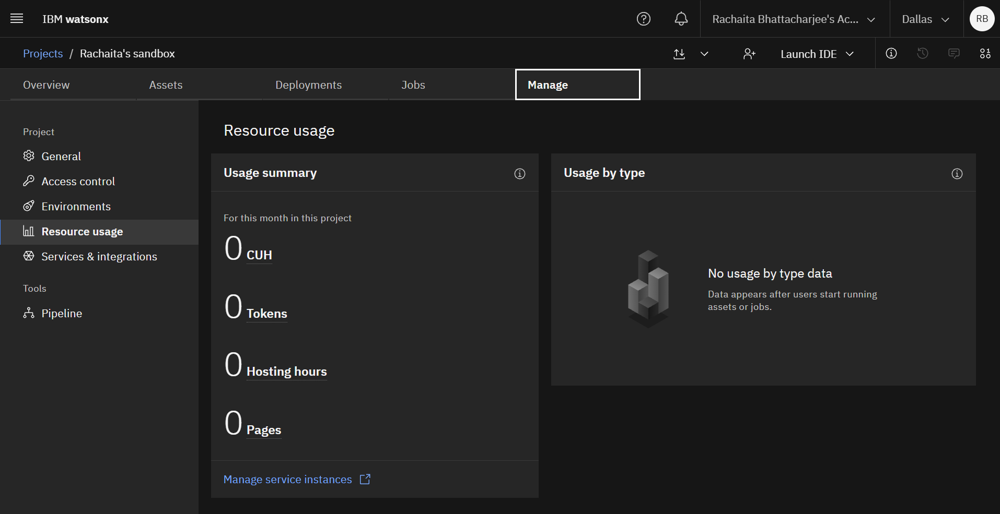 IBM watsonx
Rachaita Bhattacharjee's Ac...
Dallas
RB
Projects / Rachaita's sandbox
Launch IDE
Overview
Assets
Deployments
Jobs
Manage
Project
General
Access control
Environments
Resource usage
Services & integrations
Tools
Pipeline
Resource usage
Usage summary
For this month in this project
0 CUH
0 Tokens
0 Hosting hours
0 Pages
Manage service instances
Usage by type
No usage by type data
Data appears after users start running
assets or jobs.